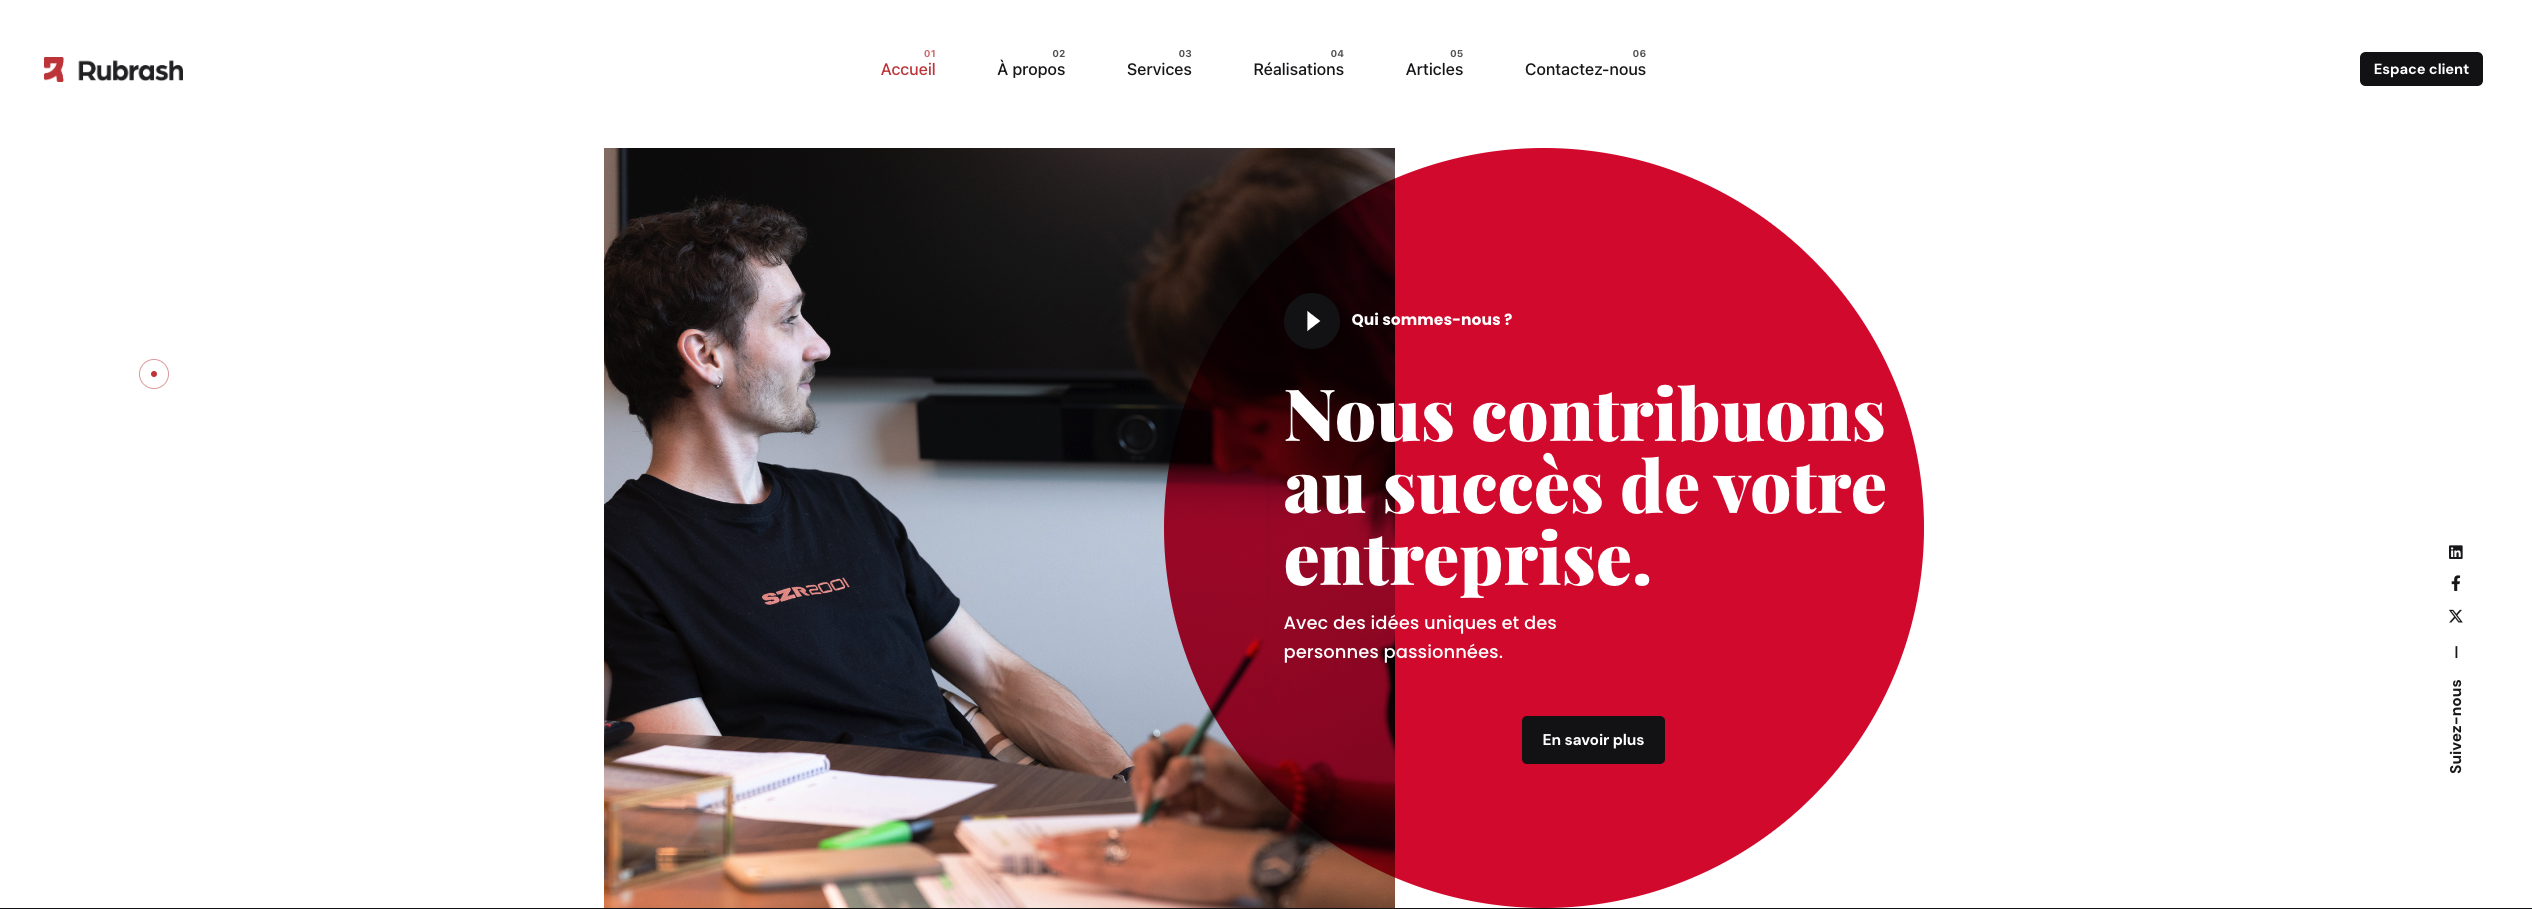 Rubrash
01
Accueil
02
À propos
03
Services
04
Réalisations
05
Articles
06
Contactez-nous
Espace client
Qui sommes-nous ?
Nous contribuons
au succès de votre
entreprise.
Avec des idées uniques et des
personnes passionnées.
En savoir plus
SZR2001
Suivez-nous